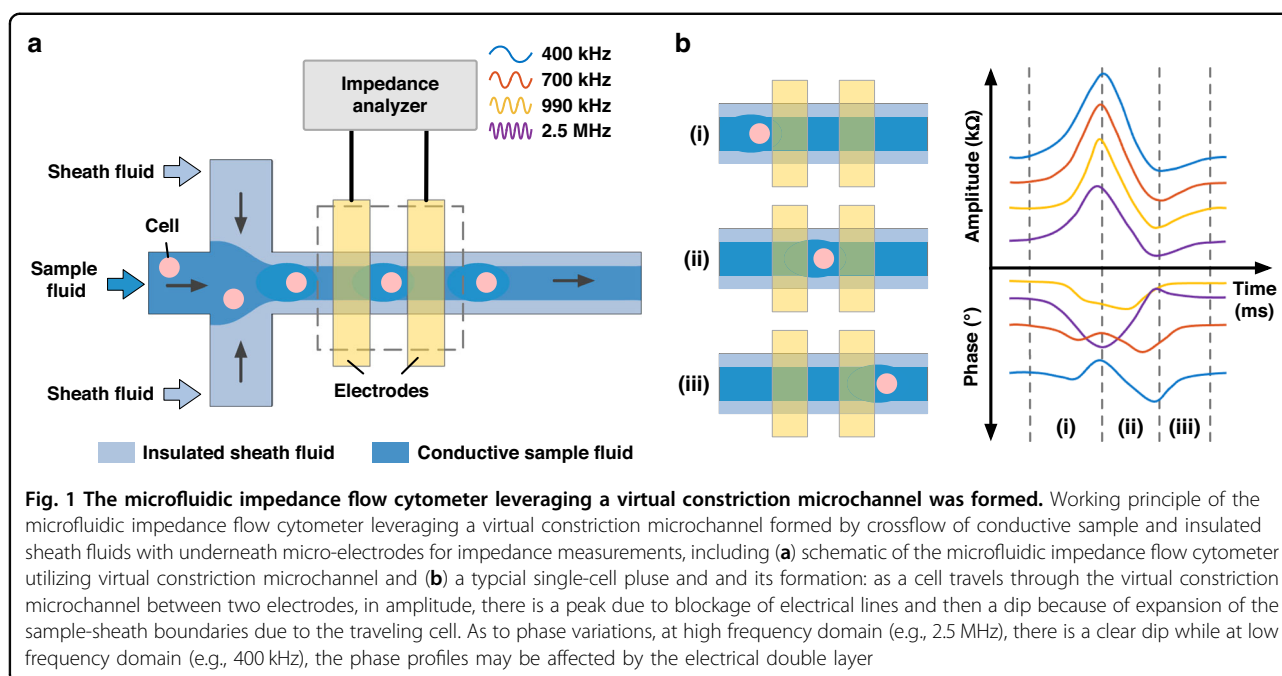 a
Impedance
analyzer
400 kHz
700 kHz
990 kHz
2.5 MHz
Sheath fluid
Cell
Sample
fluid
Sheath fluid
Electrodes
Insulated sheath fluid
Conductive sample fluid
b
(i)
(ii)
(iii)
Amplitude (kΩ)
Phase (°)
Time
(ms)
(i)
(ii)
(iii)
Fig. 1 The microfluidic impedance flow cytometer leveraging a virtual constriction microchannel was formed. Working principle of the
microfluidic impedance flow cytometer leveraging a virtual constriction microchannel formed by crossflow of conductive sample and insulated
sheath fluids with underneath micro-electrodes for impedance measurements, including (a) schematic of the microfluidic impedance flow cytometer
utilizing virtual constriction microchannel and (b) a typcial single-cell pluse and and its formation: as a cell travels through the virtual constriction
microchannel between two electrodes, in amplitude, there is a peak due to blockage of electrical lines and then a dip because of expansion of the
sample-sheath boundaries due to the traveling cell. As to phase variations, at high frequency domain (e.g., 2.5 MHz), there is a clear dip while at low
frequency domain (e.g., 400 kHz), the phase profiles may be affected by the electrical double layer